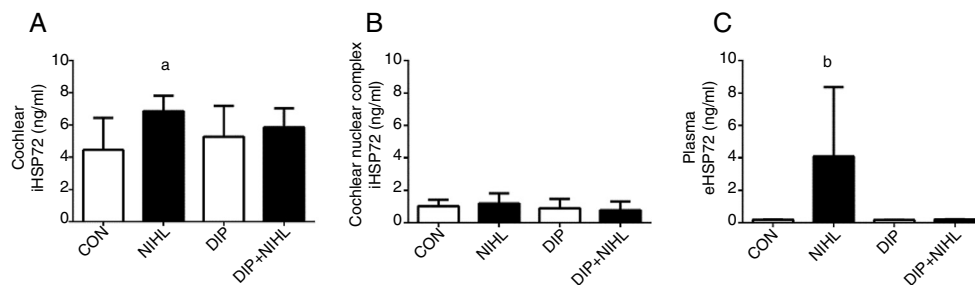 A
Cochlear
iHSP72 (ng/ml)
10
8
6
4
2
0
a
CON
NIHL
DIP
DIP+NIHL
B
Cochlear nuclear complex
iHSP72 (ng/ml)
10
8
6
4
2
0
CON
NIHL
DIP
DIP+NIHL
C
Plasma
eHSP72 (ng/ml)
10
8
6
4
2
0
b
CON
NIHL
DIP
DIP+NIHL